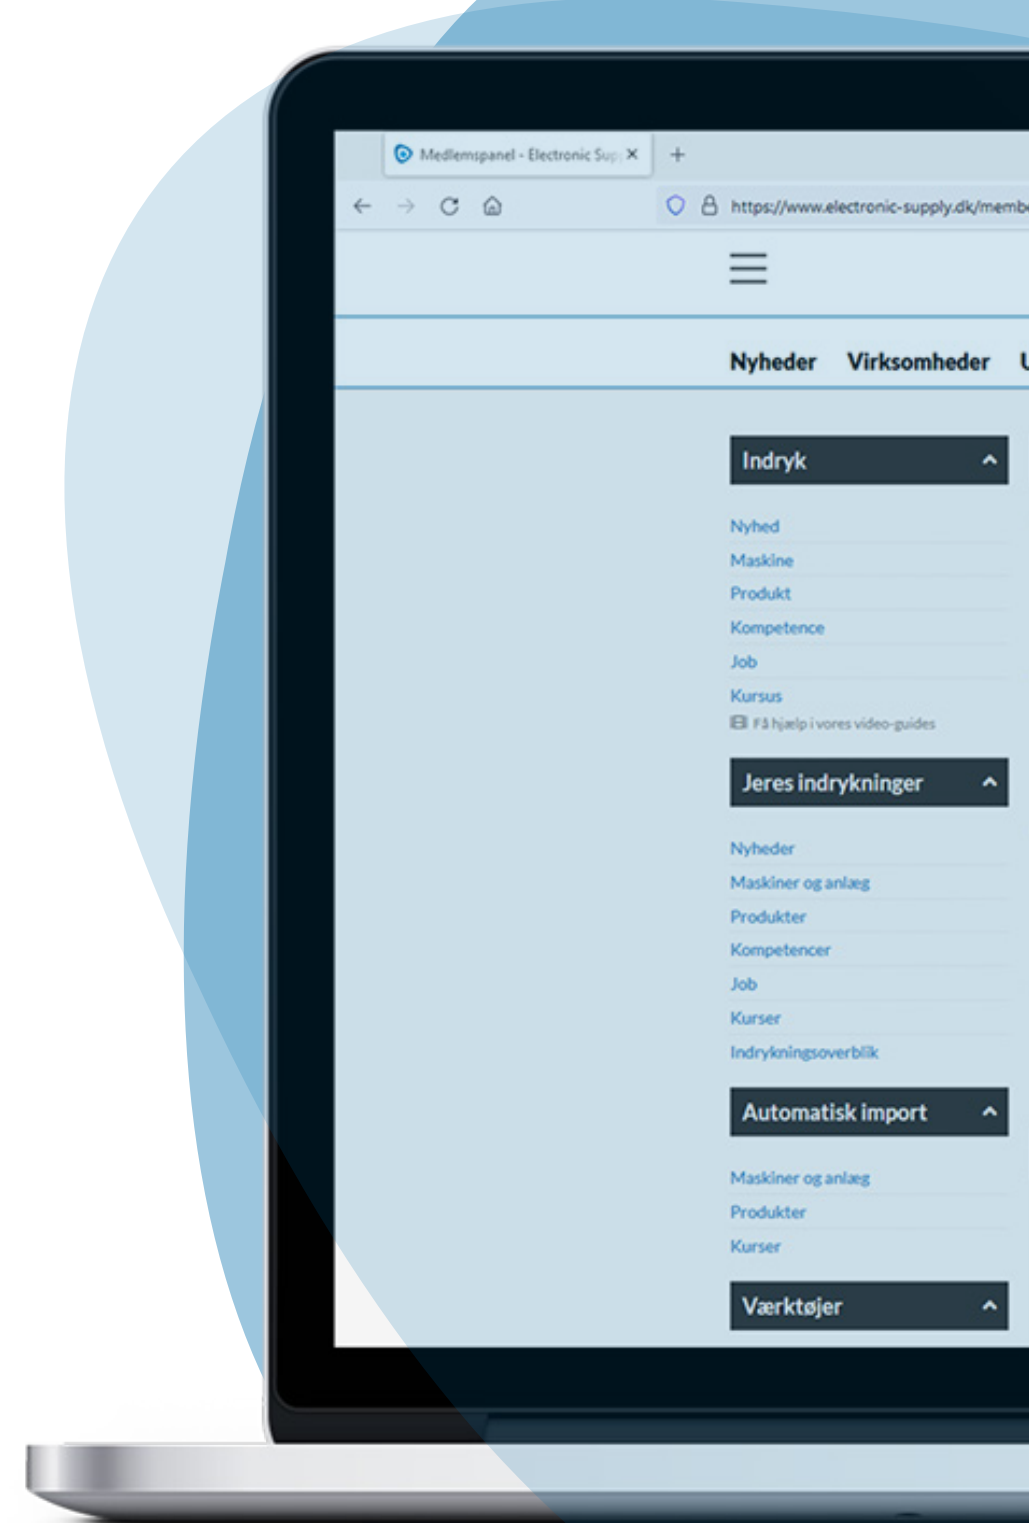 Medlemspanel - Electronic Sup
https://www.electronic-supply.dk/membe
Nyheder Virksomheder U
Indryk
Nyhed
Maskine
Produkt
Kompetence
Job
Kursus
Få hjælp i vores video-guides
Jeres indrykninger
Nyheder
Maskiner og anlæg
Produkter
Kompetencer
Job
Kurser
Indrykningsoverblik
Automatisk import
Maskiner og anlæg
Produkter
Kurser
Værktøjer